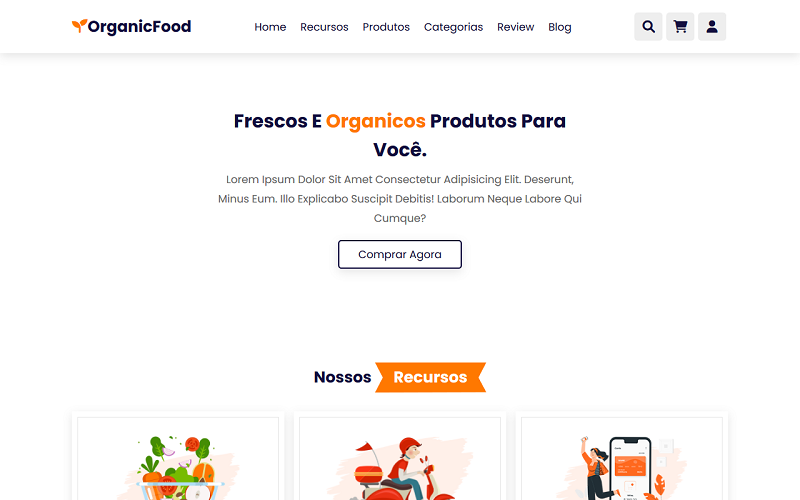 OrganicFood
Home Recursos Produtos Categorias Review Blog
Frescos E Organicos Produtos Para
Você.
Lorem Ipsum Dolor Sit Amet Consectetur Adipisicing Elit. Deserunt,
Minus Eum. Illo Explicabo Suscipit Debitis! Laborum Neque Labore Qui
Cumque?
Comprar Agora
Nossos Recursos